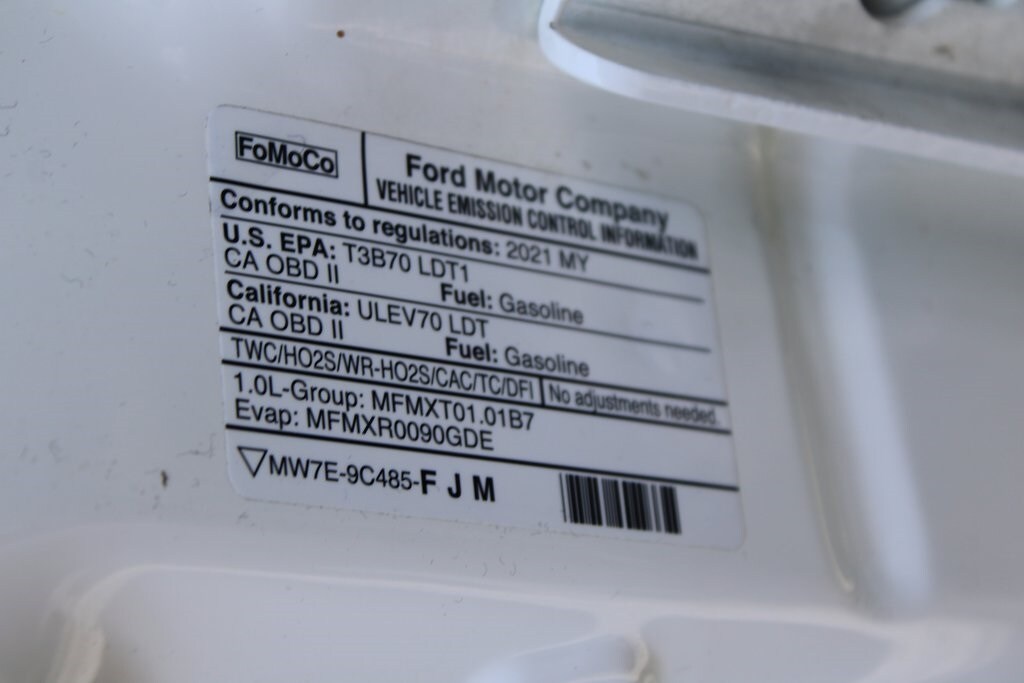 FoMoCo
Ford Motor Company
VEHICLE EMISSION CONTROL INFORMATION
Conforms to regulations: 2021 MY
U.S. EPA: T3B70 LDT1
CA OBD II Fuel: Gasoline
California: ULEV70 LDT
CA OBD II Fuel: Gasoline
TWC/HO2S/WR-HO2S/CAC/TC/DFI No adjustments needed.
1.0L-Group: MFMXT01.01B7
Evap: MFMXR0090GDE
MW7E-9C485-F J M